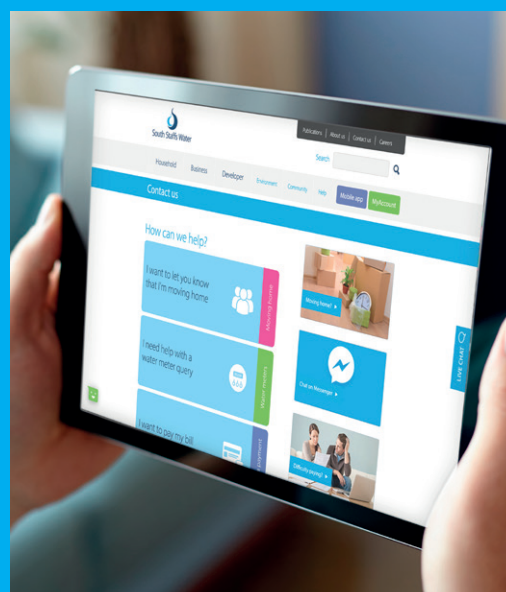 South Staffs Water
Publications | About us | Contact us | Careers
Search
Household Business Developer Environment Community Help Mobile app MyAccount
Contact us
How can we help?
I want to let you know
that I'm moving home
Moving home
Moving home?
I need help with a
water meter query
Water meters
Chat on Messenger
LIVE CHAT
I want to pay my bill
Difficulty paying?